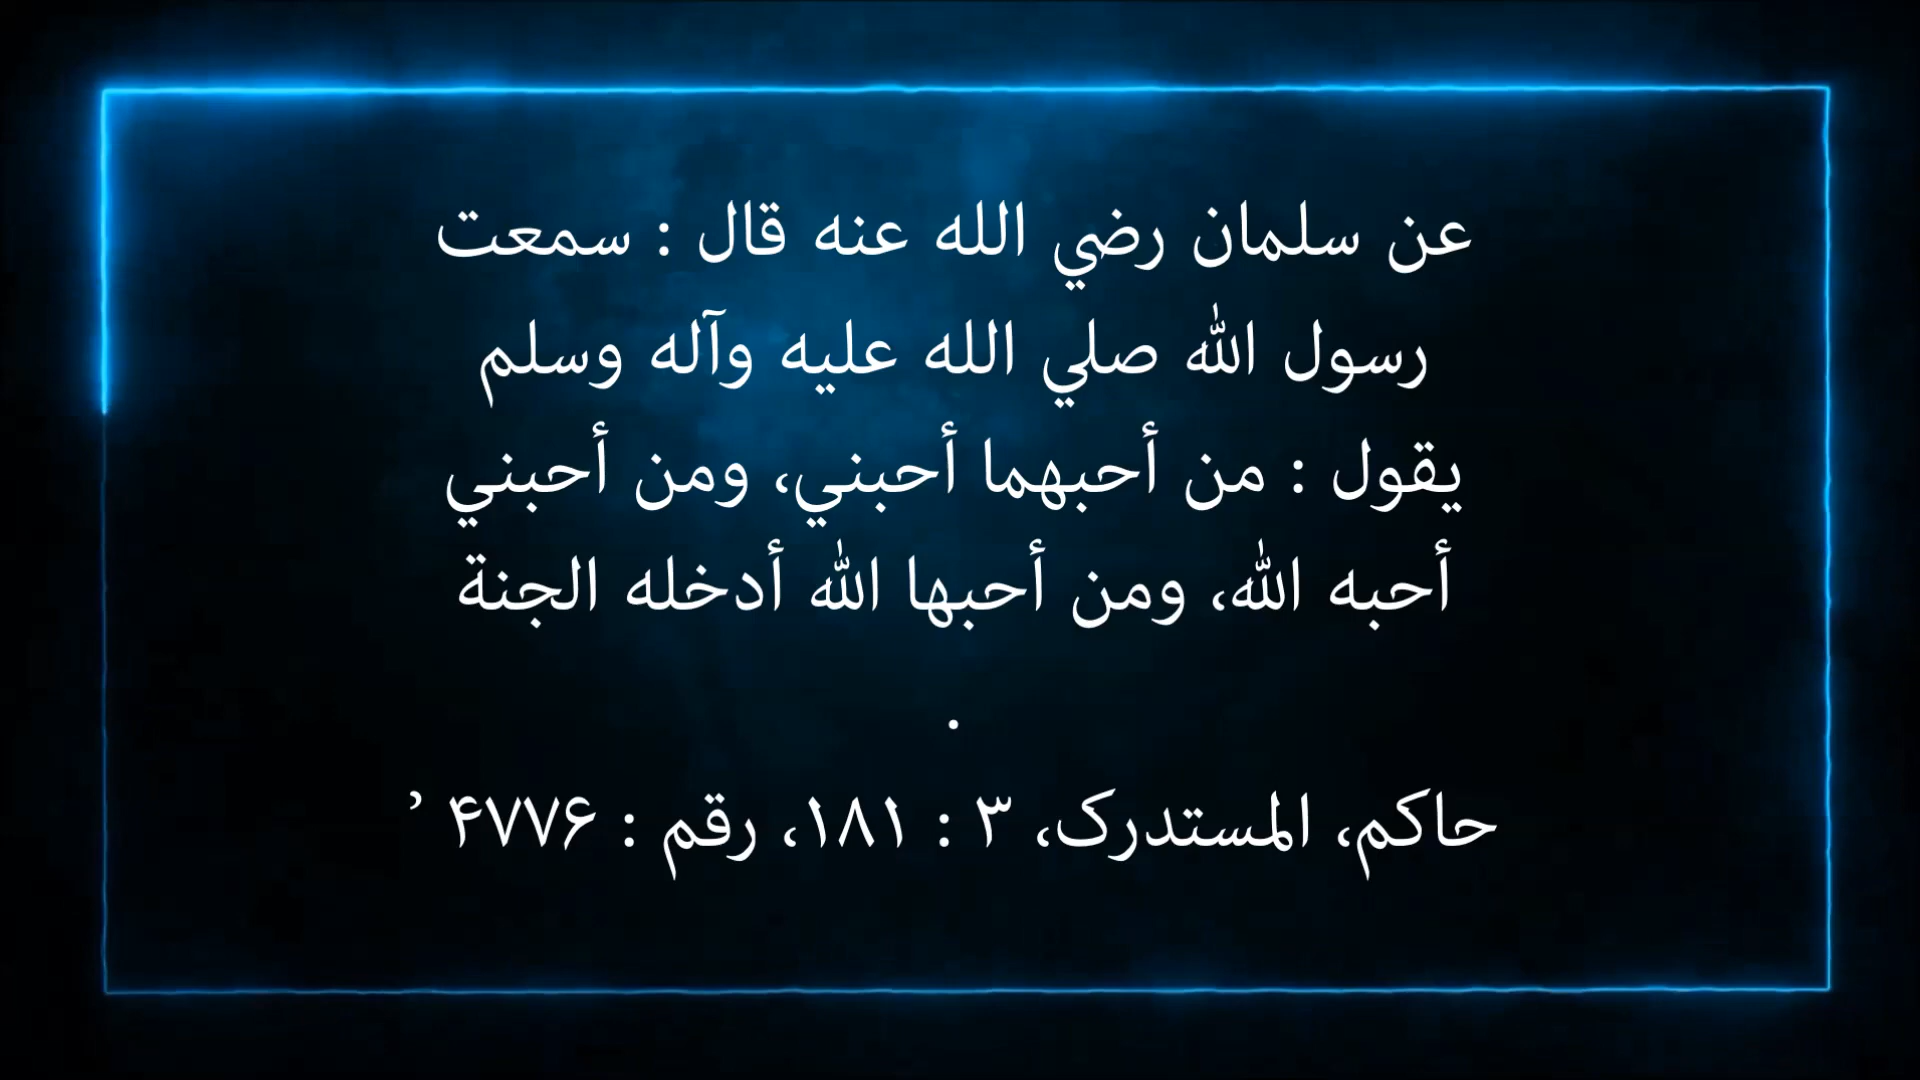 عن سلمان رضي الله عنه قال : سمعت
رسول الله صلي الله عليه وآله وسلم
يقول : من أحبهما أحبني، ومن أحبني
أحبه الله، ومن أحبها الله أدخله الجنة
.
حاکم، المستدرک، ۳ : ۱۸۱، رقم : ۴۷۷۶ ’